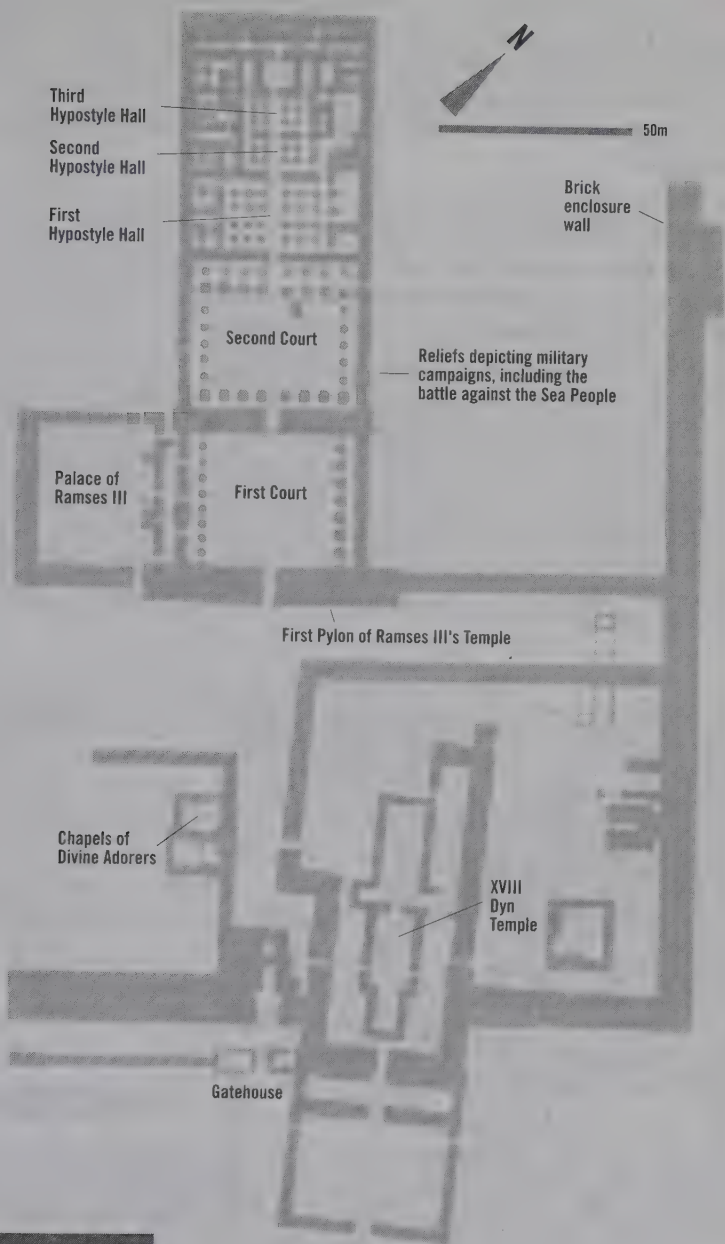 N
50m
Third
Hypostyle Hall
Second
Hypostyle Hall
First
Hypostyle Hall
Brick
enclosure
wall
Second Court
Reliefs depicting military
campaigns, including the
battle against the Sea People
Palace of
Ramses III
First Court
First Pylon of Ramses III's Temple
Chapels of
Divine Adorers
XVIII
Dyn
Temple
Gatehouse